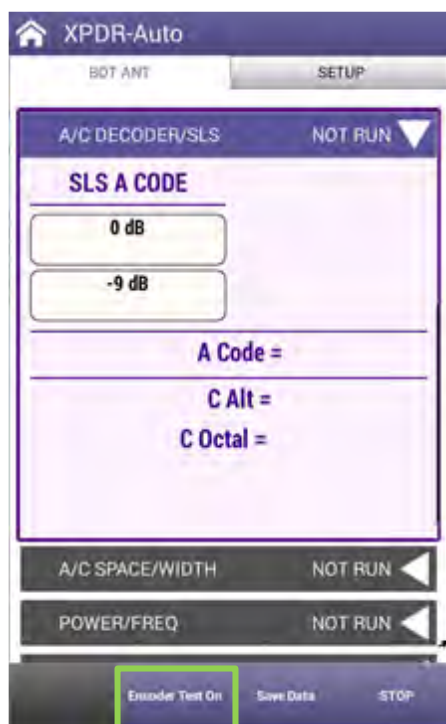 XPDR-Auto
BOT ANT SETUP
A/C DECODER/SLS NOT RUN
SLS A CODE
0 dB
-9 dB
A Code =
C Alt =
C Octal =
A/C SPACE/WIDTH NOT RUN
POWER/FREQ NOT RUN
Encoder Test On Save Data STOP